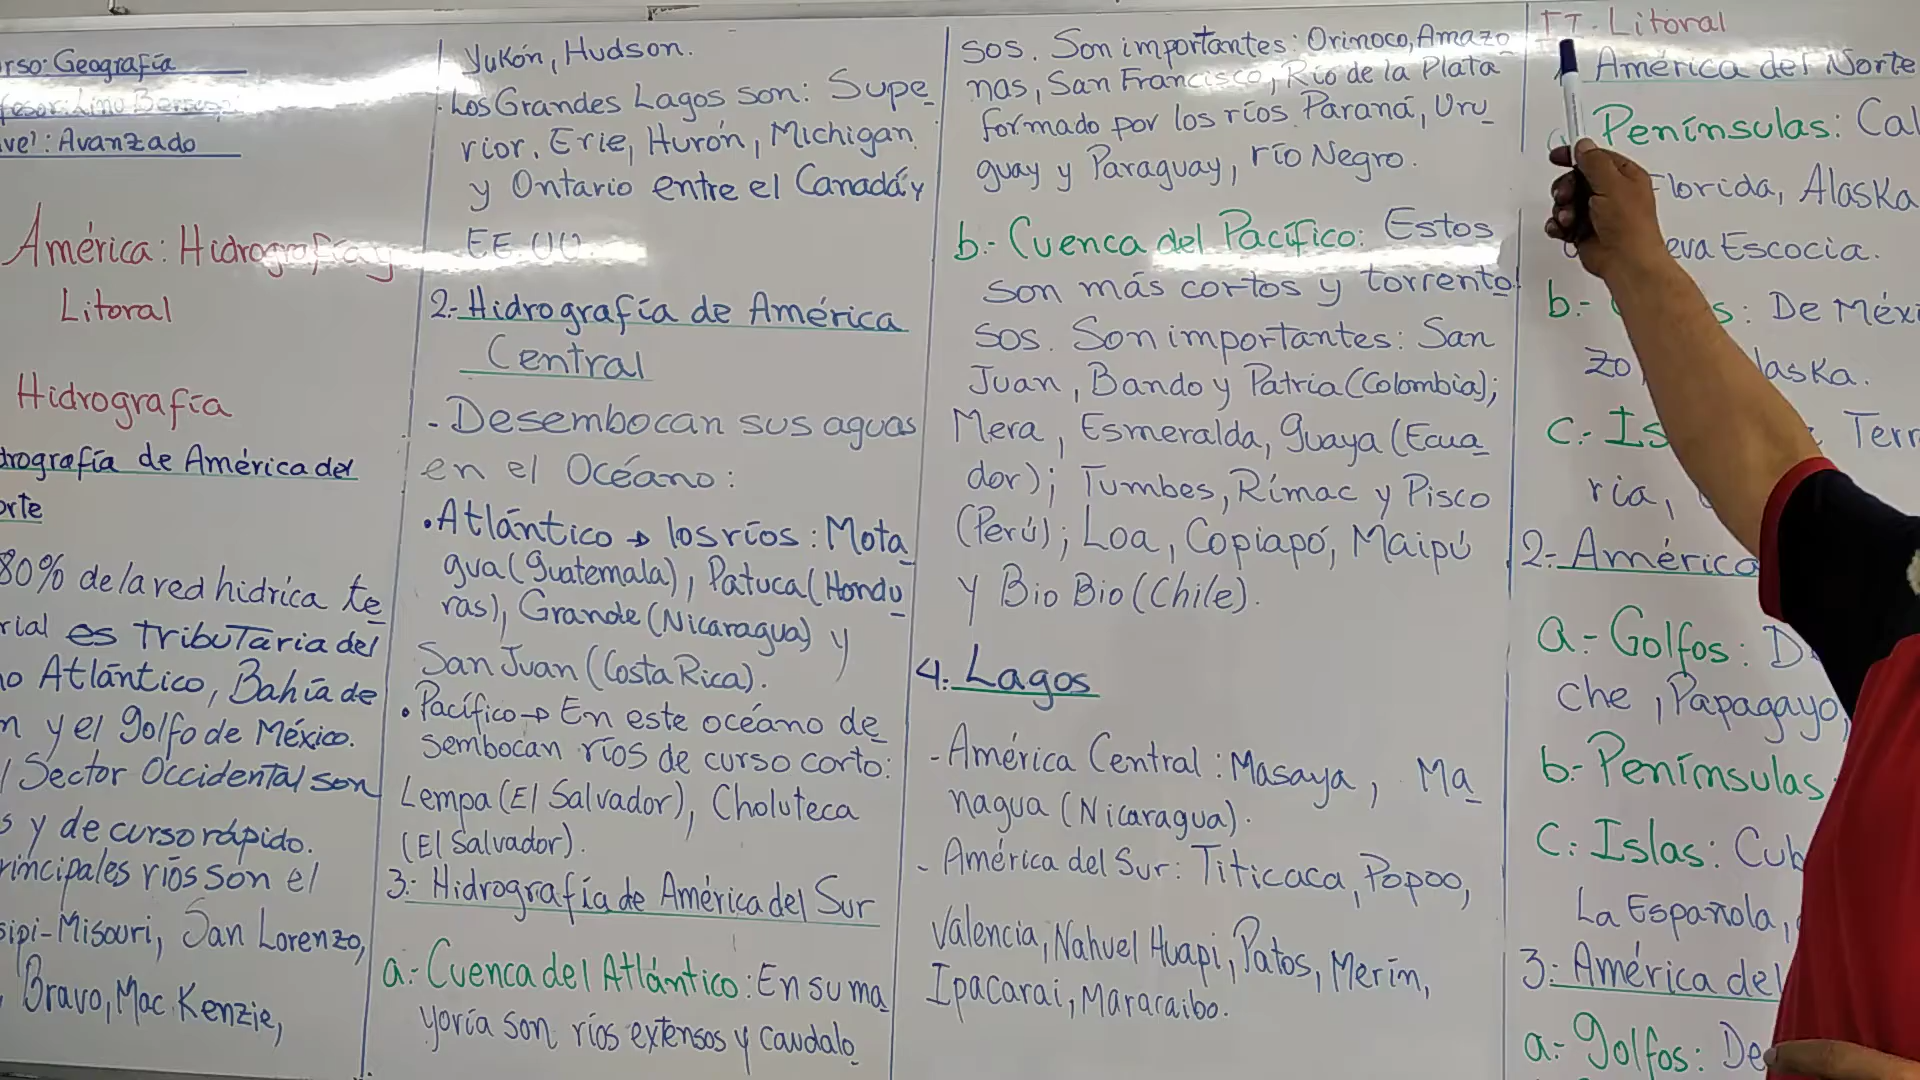 rso: Geografía
fesor: Lino
vel: Avanzado
América: Hidrografía y
Litoral
Hidrografía
drografía de América del
orte
80% de la red hídrica te
rial es Tributaria del
no Atlántico, Bahía de
n y el golfo de México.
l Sector Occidental son
s y de curso rápido.
rincipales ríos son el
sipi-Misouri, San Lorenzo,
, Bravo, Mac Kenzie,
Yukón, Hudson.
. Los Grandes Lagos son: Supe
rior, Erie, Hurón, Michigan
y Ontario entre el Canadá y
EE.UU.
2.- Hidrografía de América
Central
- Desembocan sus aguas
en el Océano:
• Atlántico → los ríos: Mota
gua (Guatemala), Patuca (Hondu
ras), Grande (Nicaragua) y
San Juan (Costa Rica).
• Pacífico → En este océano de
sembocan ríos de curso corto:
Lempa (El Salvador), Choluteca
(El Salvador).
3.- Hidrografía de América del Sur
a.- Cuenca del Atlántico: En su ma
yoría son ríos extensos y caudalo
sos. Son importantes: Orinoco, Amazo
nas, San Francisco, Río de la Plata
formado por los ríos Paraná, Uru
guay y Paraguay, río Negro.
b.- Cuenca del Pacífico: Estos
son más cortos y torrento
sos. Son importantes: San
Juan, Bando y Patria (Colombia);
Mera, Esmeralda, Guaya (Ecua
dor); Tumbes, Rímac y Pisco
(Perú); Loa, Copiapó, Maipú
y Bio Bio (Chile).
4. Lagos
- América Central: Masaya, Ma
nagua (Nicaragua).
- América del Sur: Titicaca, Popoo,
Valencia, Nahuel Huapi, Patos, Merín,
Ipacarai, Maracaibo.
II.- Litoral
América del Norte
Penínsulas: Cal
Florida, Alaska
eva Escocia.
b.- s: De Méxi
zo, laska.
c.- Is Terr
ria,
2.- América
a.- Golfos: D
che, Papagayo,
b.- Penímsulas
c.- Islas: Cub
La Española,
3.- América del
a.- Golfos: De